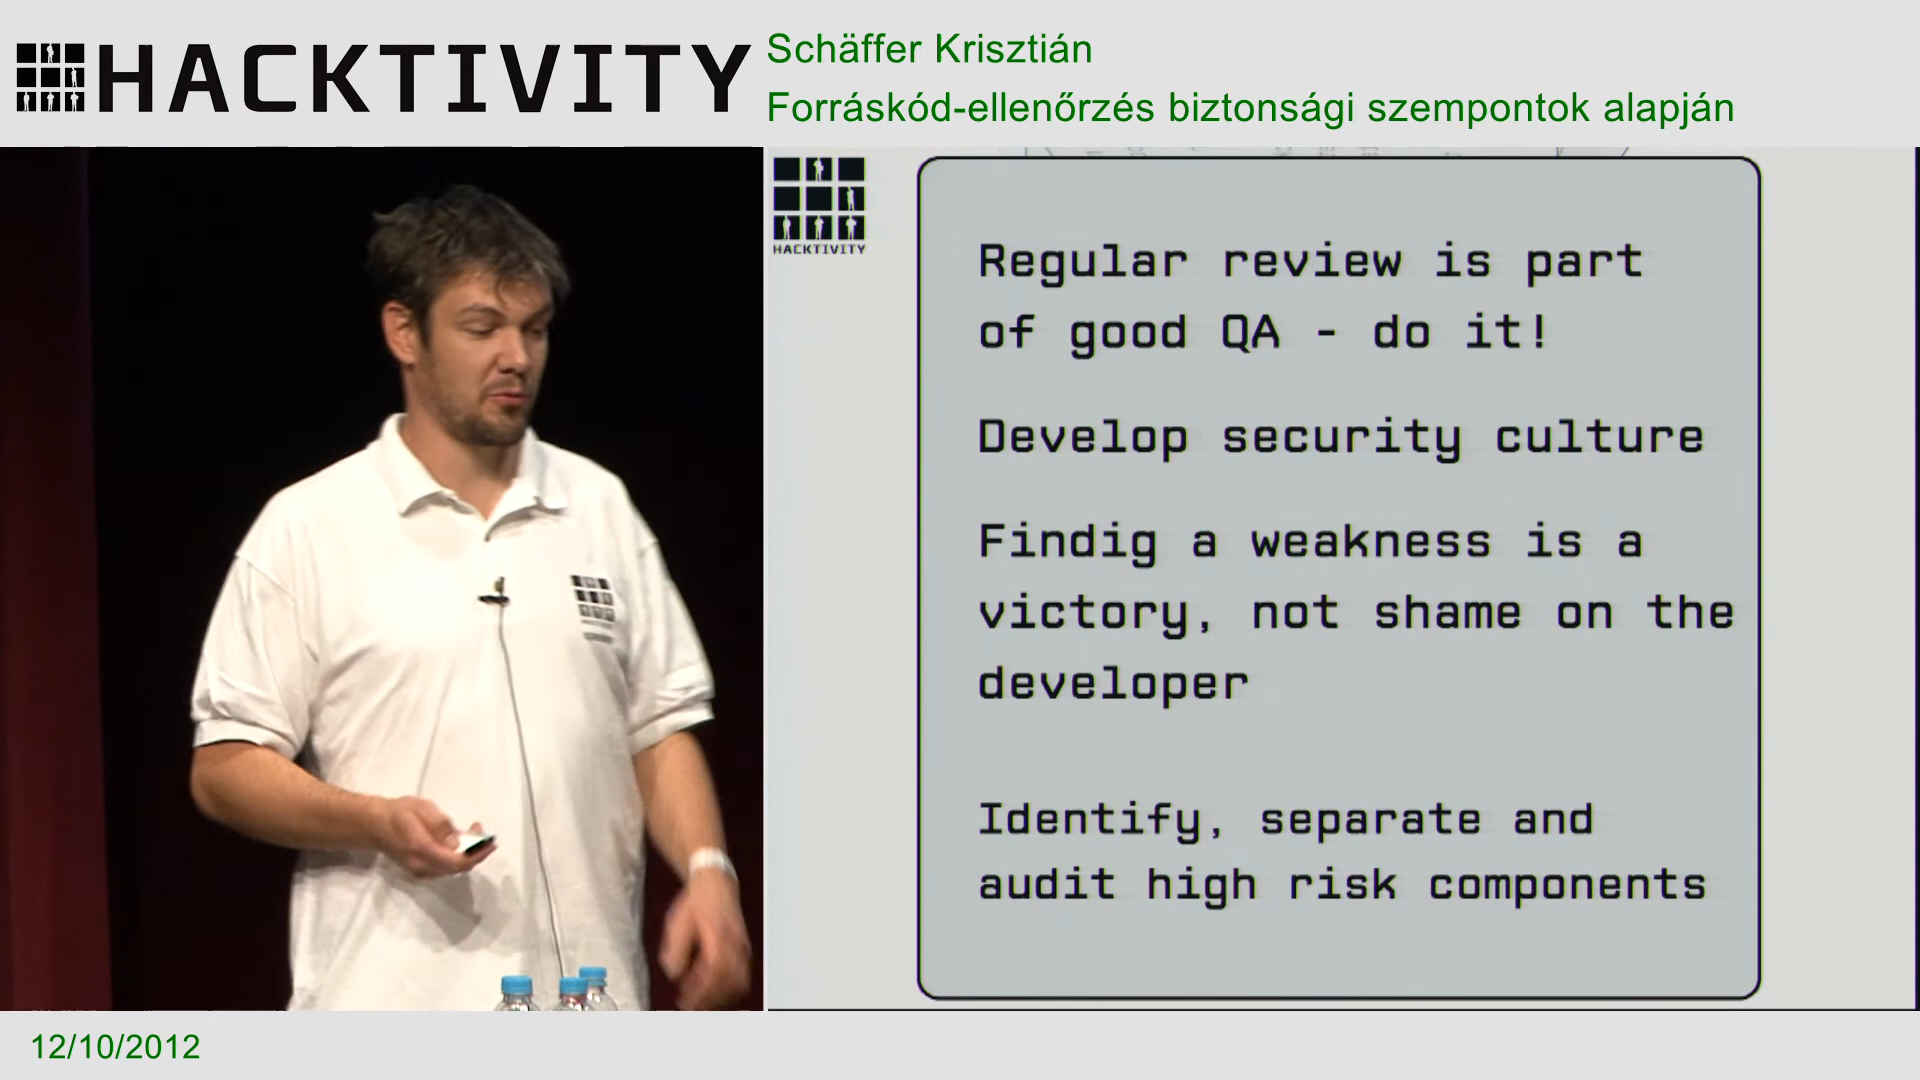 HACKTIVITY
Schäffer Krisztián
Forráskód-ellenőrzés biztonsági szempontok alapján
HACKTIVITY
Regular review is part
of good QA - do it!
Develop security culture
Findig a weakness is a
victory, not shame on the
developer
Identify, separate and
audit high risk components
12/10/2012